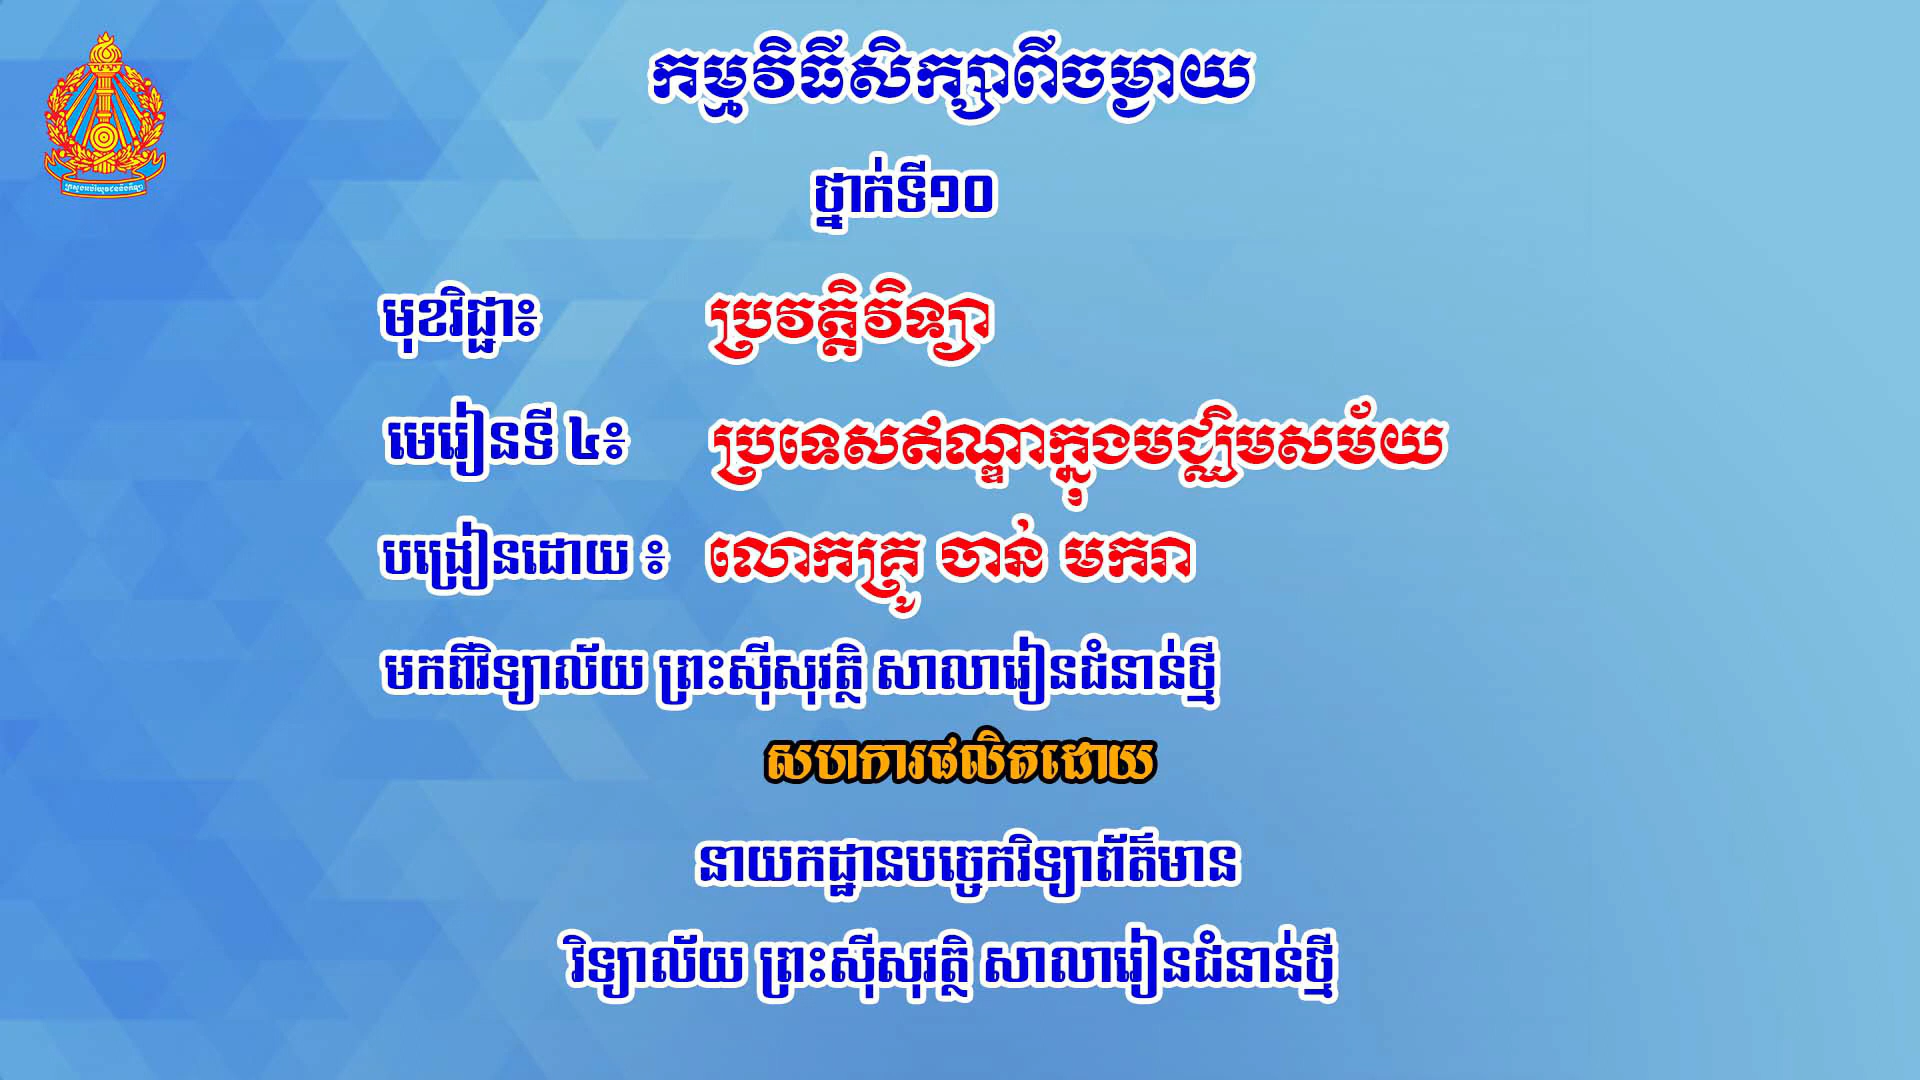 កម្មវិធីសិក្សាពីចម្ងាយ
ថ្នាក់ទី១០
មុខវិជ្ជា៖ ប្រវត្តិវិទ្យា
មេរៀនទី ៤៖ ប្រទេសឥណ្ឌាក្នុងមជ្ឈិមសម័យ
បង្រៀនដោយ ៖ លោកគ្រូ ចាន់ មករា
មកពីវិទ្យាល័យ ព្រះស៊ីសុវត្ថិ សាលារៀនជំនាន់ថ្មី
សហការផលិតដោយ
នាយកដ្ឋានបច្ចេកវិទ្យាព័ត៌មាន
វិទ្យាល័យ ព្រះស៊ីសុវត្ថិ សាលារៀនជំនាន់ថ្មី